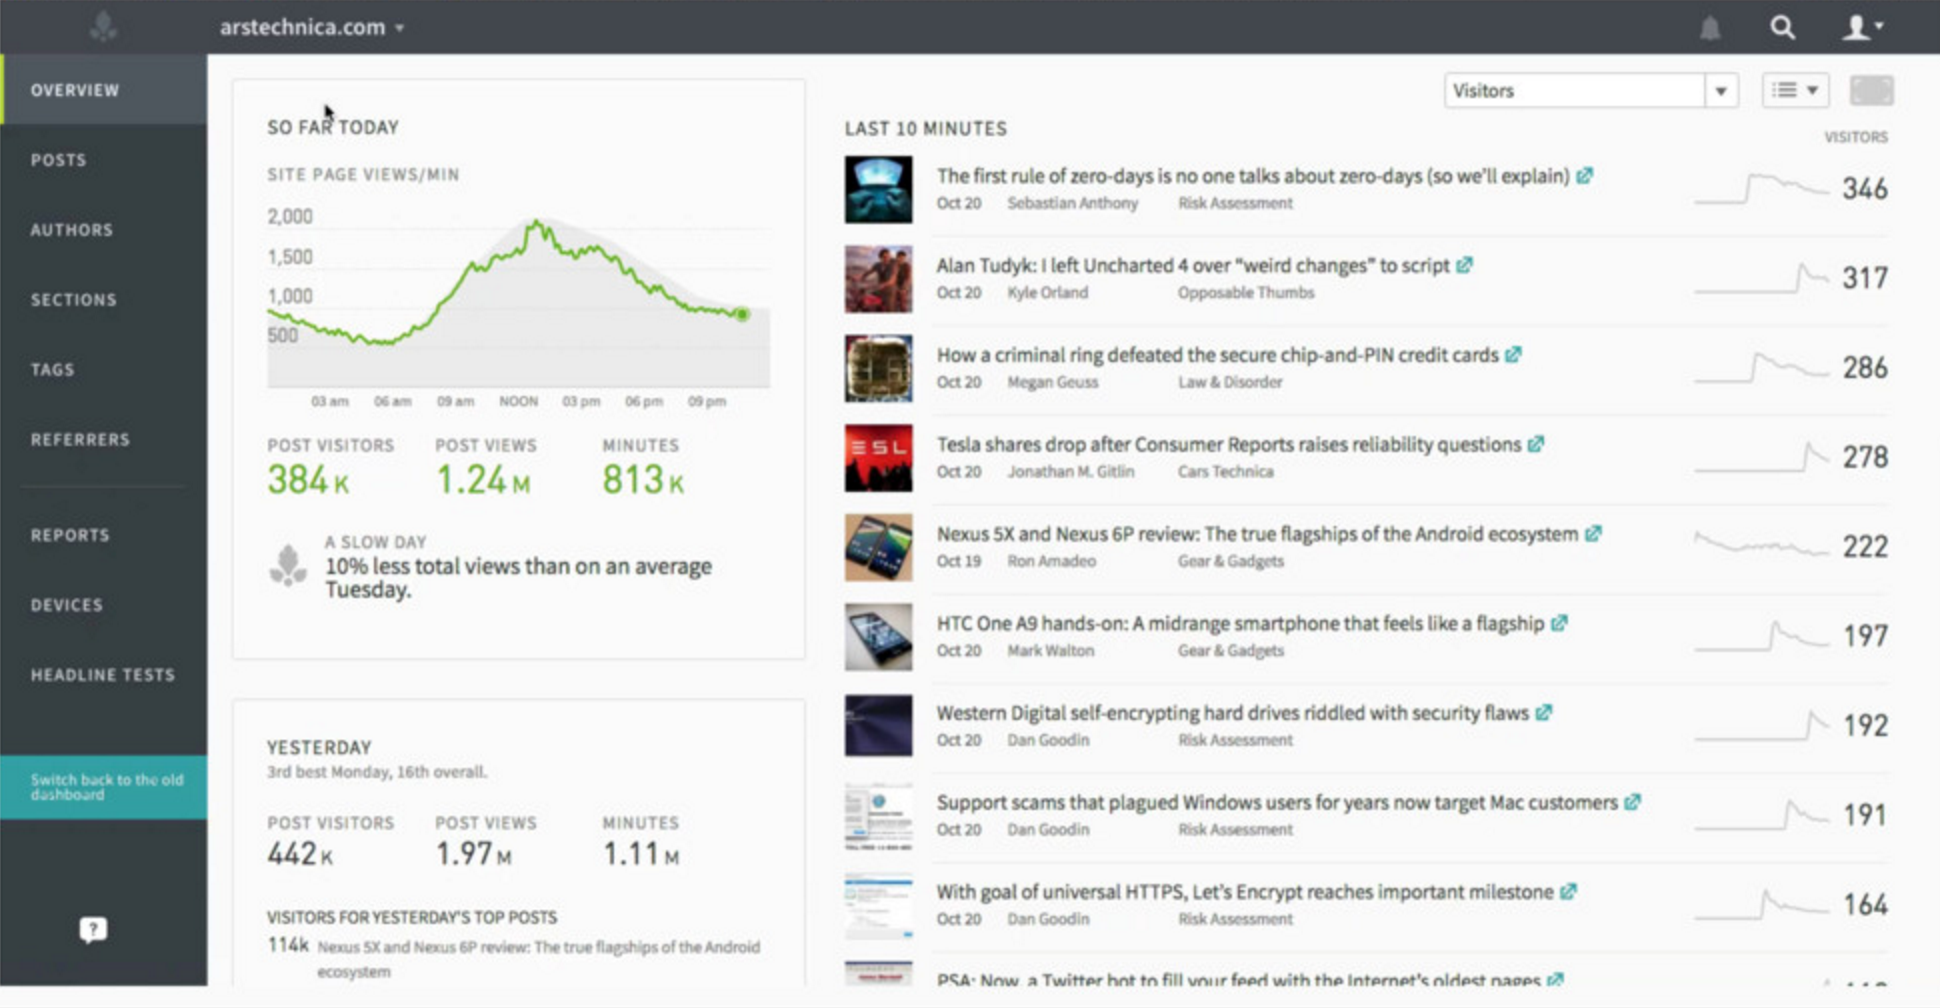 arstechnica.com
OVERVIEW
POSTS
AUTHORS
SECTIONS
TAGS
REFERRERS
REPORTS
DEVICES
HEADLINE TESTS
Switch back to the old
dashboard
?
SO FAR TODAY
SITE PAGE VIEWS/MIN
2,000
1,500
1,000
500
03 am 06 am 09 am NOON 03 pm 06 pm 09 pm
POST VISITORS POST VIEWS MINUTES
384 K 1.24 M 813 K
A SLOW DAY
10% less total views than on an average
Tuesday.
YESTERDAY
3rd best Monday, 16th overall.
POST VISITORS POST VIEWS MINUTES
442 K 1.97 M 1.11 M
VISITORS FOR YESTERDAY'S TOP POSTS
114k Nexus 5X and Nexus 6P review: The true flagships of the Android
ecosystem
Visitors
LAST 10 MINUTES
VISITORS
The first rule of zero-days is no one talks about zero-days (so we'll explain) 346
Oct 20 Sebastian Anthony Risk Assessment
Alan Tudyk: I left Uncharted 4 over "weird changes" to script 317
Oct 20 Kyle Orland Opposable Thumbs
How a criminal ring defeated the secure chip-and-PIN credit cards 286
Oct 20 Megan Geuss Law & Disorder
ESL
Tesla shares drop after Consumer Reports raises reliability questions 278
Oct 20 Jonathan M. Gitlin Cars Technica
Nexus 5X and Nexus 6P review: The true flagships of the Android ecosystem 222
Oct 19 Ron Amadeo Gear & Gadgets
HTC One A9 hands-on: A midrange smartphone that feels like a flagship 197
Oct 20 Mark Walton Gear & Gadgets
Western Digital self-encrypting hard drives riddled with security flaws 192
Oct 20 Dan Goodin Risk Assessment
Support scams that plagued Windows users for years now target Mac customers 191
Oct 20 Dan Goodin Risk Assessment
With goal of universal HTTPS, Let's Encrypt reaches important milestone 164
Oct 20 Dan Goodin Risk Assessment
PSA: Now, a Twitter bot to fill your feed with the Internet's oldest pages